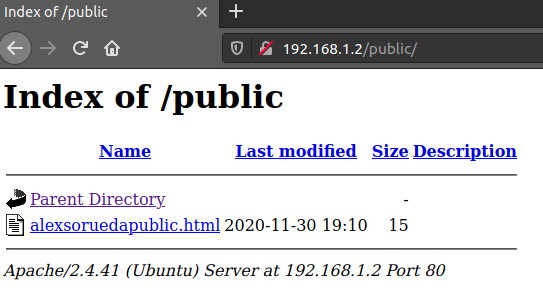 Index of /public
192.168.1.2/public/
Index of /public
Name Last modified Size Description
Parent Directory -
alexsoruedapublic.html 2020-11-30 19:10 15
Apache/2.4.41 (Ubuntu) Server at 192.168.1.2 Port 80